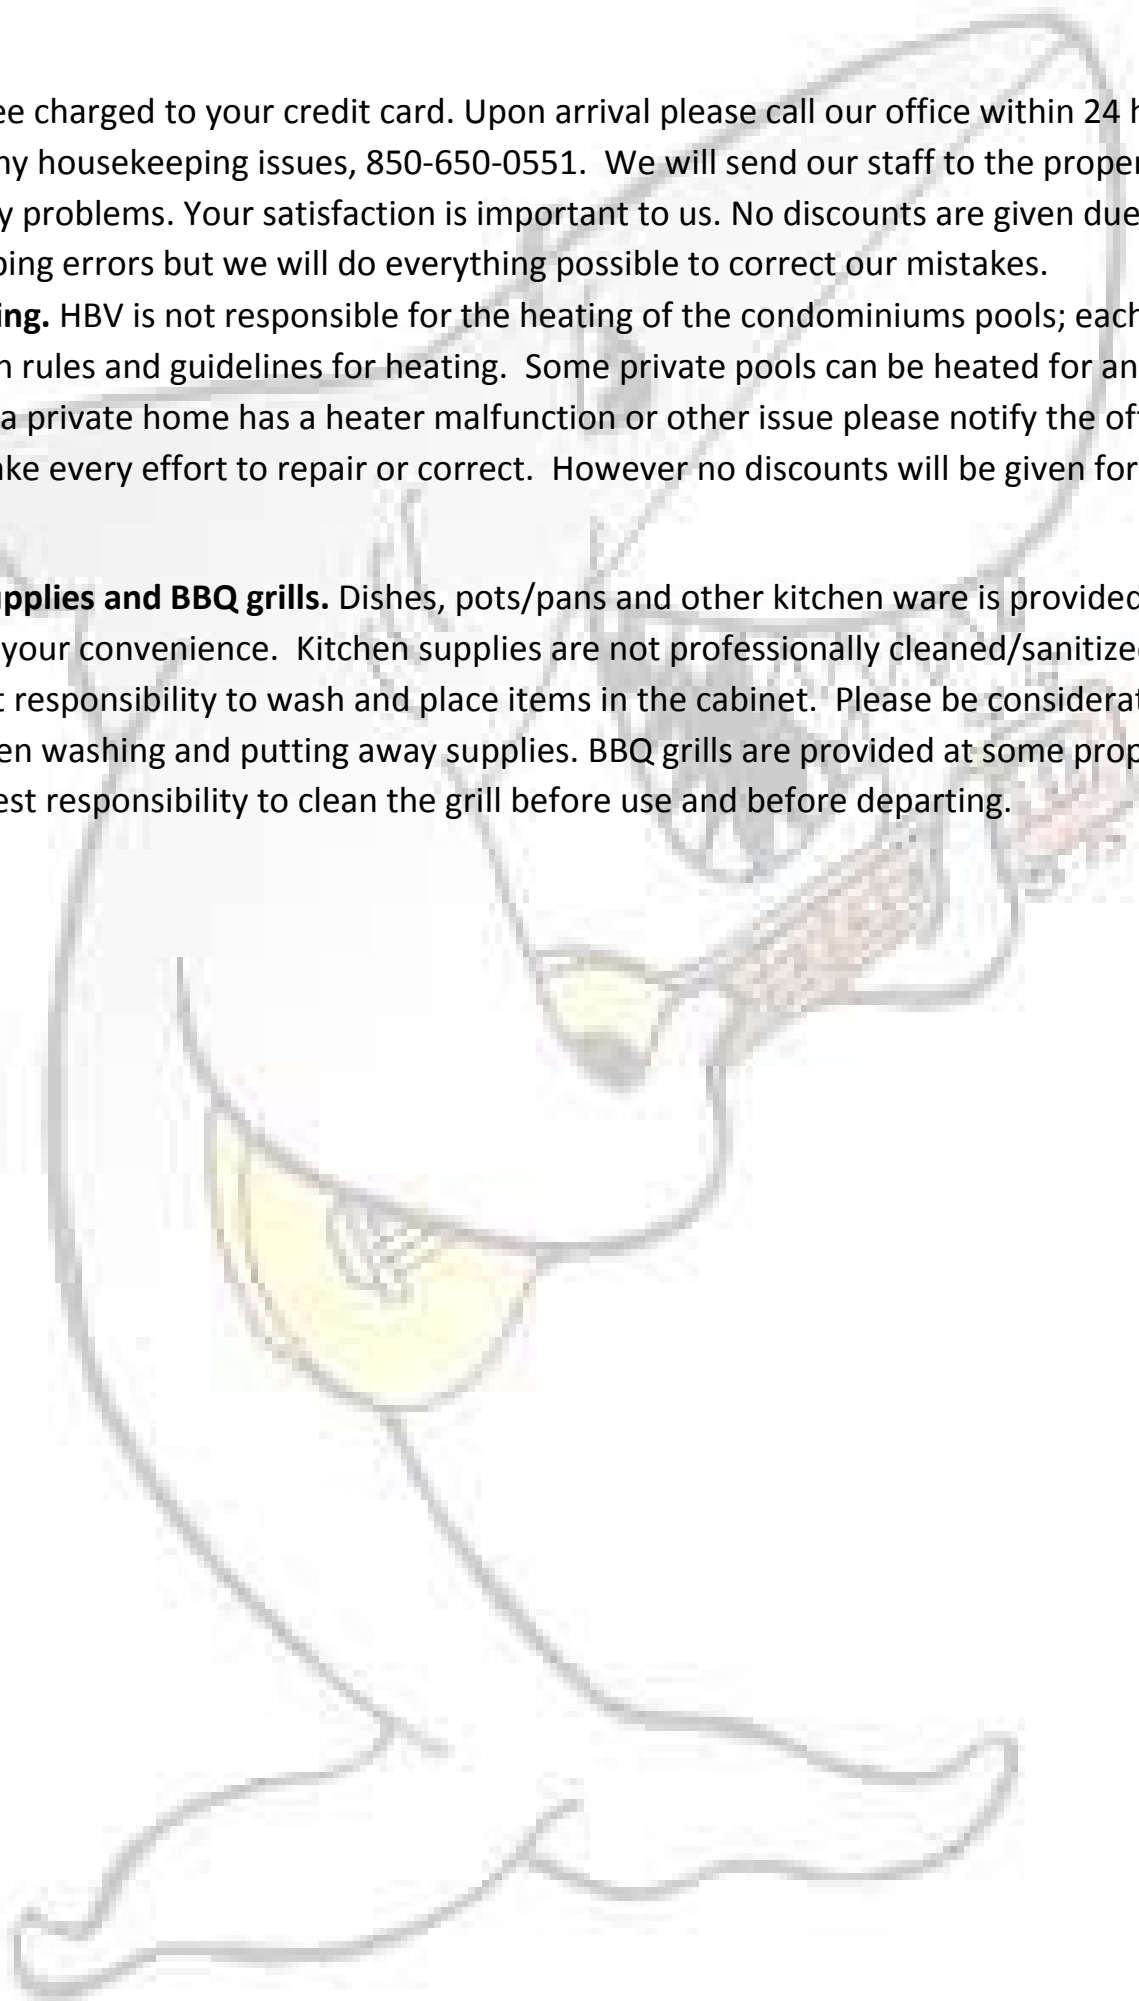 ee charged to your credit card. Upon arrival please call our office within 24 h
ny housekeeping issues, 850-650-0551.  We will send our staff to the proper
y problems. Your satisfaction is important to us. No discounts are given due
ping errors but we will do everything possible to correct our mistakes.
ing. HBV is not responsible for the heating of the condominiums pools; each
n rules and guidelines for heating.  Some private pools can be heated for an
a private home has a heater malfunction or other issue please notify the of
ake every effort to repair or correct.  However no discounts will be given for
upplies and BBQ grills. Dishes, pots/pans and other kitchen ware is provided
your convenience.  Kitchen supplies are not professionally cleaned/sanitize
t responsibility to wash and place items in the cabinet.  Please be considerat
en washing and putting away supplies. BBQ grills are provided at some prop
est responsibility to clean the grill before use and before departing.